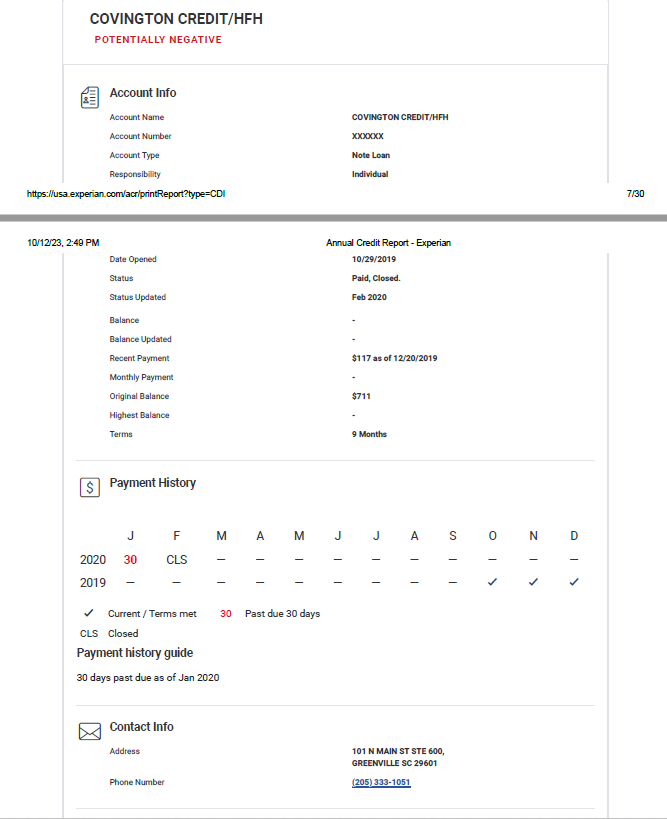 COVINGTON CREDIT/HFH
POTENTIALLY NEGATIVE
Account Info
Account Name COVINGTON CREDIT/HFH
Account Number XXXXXX
Account Type Note Loan
Responsibility Individual
https://usa.experian.com/acr/printReport?type=CDI 7/30
10/12/23, 2:49 PM Annual Credit Report - Experian
Date Opened 10/29/2019
Status Paid, Closed.
Status Updated Feb 2020
Balance -
Balance Updated -
Recent Payment $117 as of 12/20/2019
Monthly Payment -
Original Balance $711
Highest Balance -
Terms 9 Months
$ Payment History
J F M A M J J A S O N D
2020 30 CLS — — — — — — — — — —
2019 — — — — — — — — — ✓ ✓ ✓
✓ Current / Terms met 30 Past due 30 days
CLS Closed
Payment history guide
30 days past due as of Jan 2020
Contact Info
Address 101 N MAIN ST STE 600,
GREENVILLE SC 29601
Phone Number (205) 333-1051